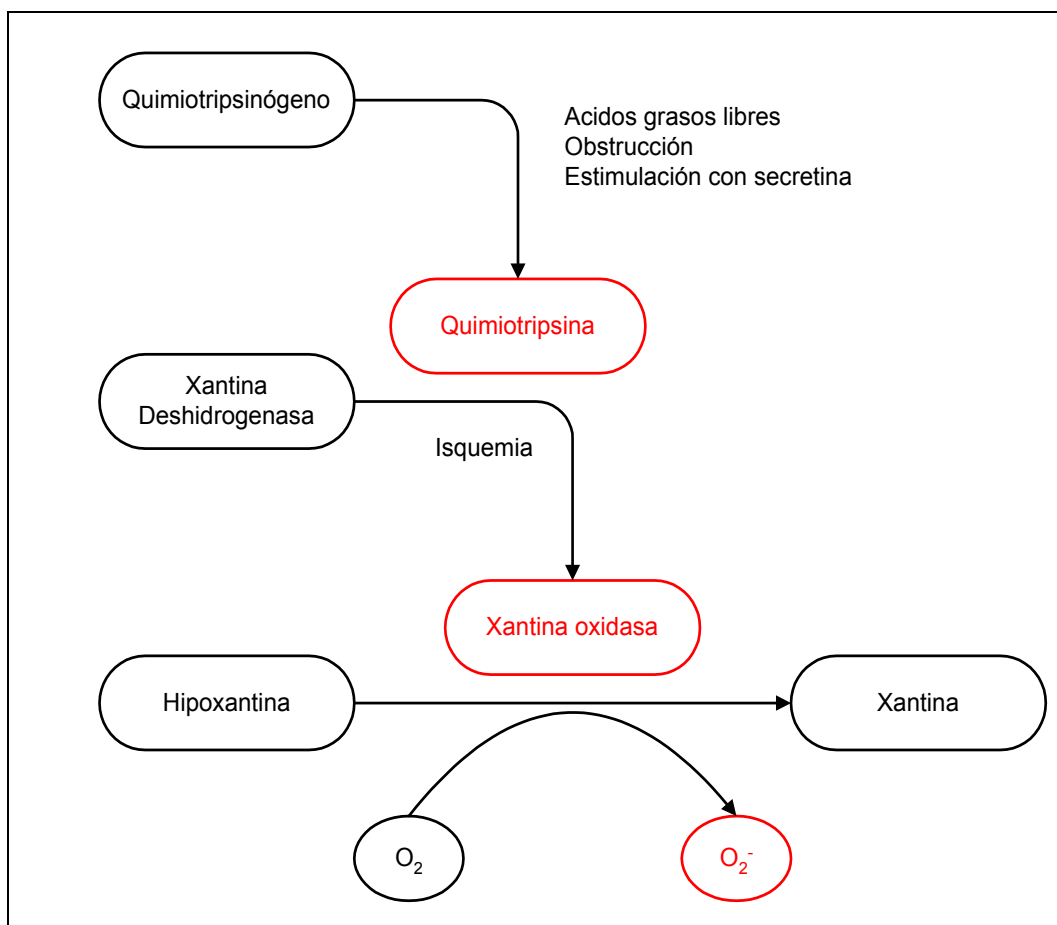 Quimiotripsinógeno
Acidos grasos libres
Obstrucción
Estimulación con secretina
Quimiotripsina
Xantina
Deshidrogenasa
Isquemia
Xantina oxidasa
Hipoxantina
Xantina
O₂
O₂⁻